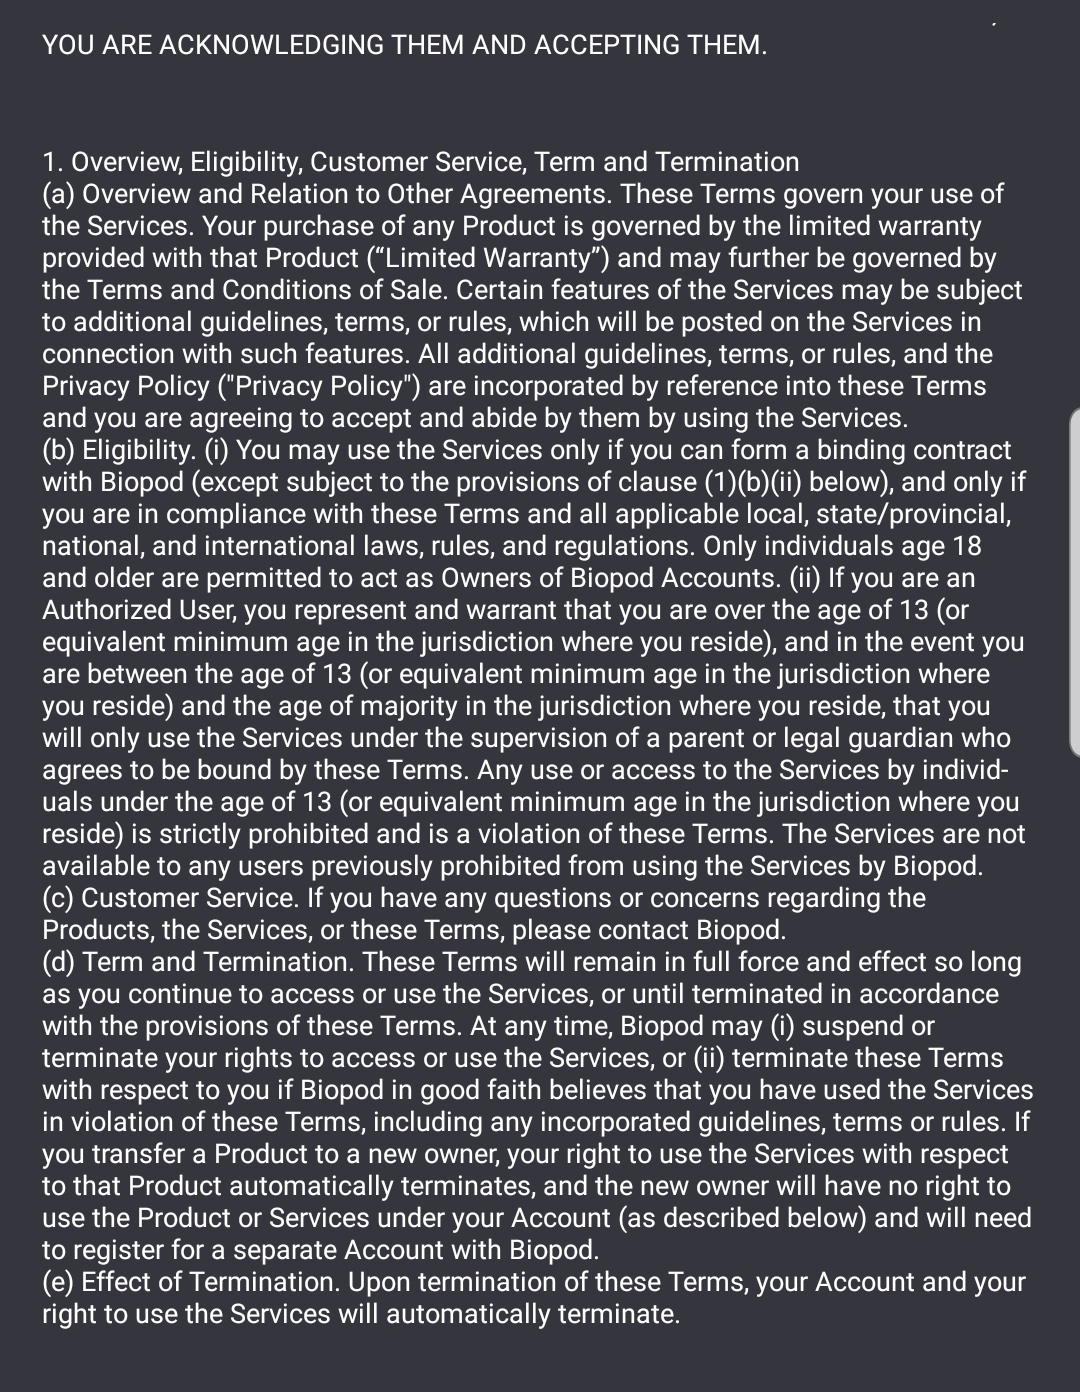 YOU ARE ACKNOWLEDGING THEM AND ACCEPTING THEM.
1. Overview, Eligibility, Customer Service, Term and Termination
(a) Overview and Relation to Other Agreements. These Terms govern your use of
the Services. Your purchase of any Product is governed by the limited warranty
provided with that Product (“Limited Warranty”) and may further be governed by
the Terms and Conditions of Sale. Certain features of the Services may be subject
to additional guidelines, terms, or rules, which will be posted on the Services in
connection with such features. All additional guidelines, terms, or rules, and the
Privacy Policy ("Privacy Policy") are incorporated by reference into these Terms
and you are agreeing to accept and abide by them by using the Services.
(b) Eligibility. (i) You may use the Services only if you can form a binding contract
with Biopod (except subject to the provisions of clause (1)(b)(ii) below), and only if
you are in compliance with these Terms and all applicable local, state/provincial,
national, and international laws, rules, and regulations. Only individuals age 18
and older are permitted to act as Owners of Biopod Accounts. (ii) If you are an
Authorized User, you represent and warrant that you are over the age of 13 (or
equivalent minimum age in the jurisdiction where you reside), and in the event you
are between the age of 13 (or equivalent minimum age in the jurisdiction where
you reside) and the age of majority in the jurisdiction where you reside, that you
will only use the Services under the supervision of a parent or legal guardian who
agrees to be bound by these Terms. Any use or access to the Services by individ-
uals under the age of 13 (or equivalent minimum age in the jurisdiction where you
reside) is strictly prohibited and is a violation of these Terms. The Services are not
available to any users previously prohibited from using the Services by Biopod.
(c) Customer Service. If you have any questions or concerns regarding the
Products, the Services, or these Terms, please contact Biopod.
(d) Term and Termination. These Terms will remain in full force and effect so long
as you continue to access or use the Services, or until terminated in accordance
with the provisions of these Terms. At any time, Biopod may (i) suspend or
terminate your rights to access or use the Services, or (ii) terminate these Terms
with respect to you if Biopod in good faith believes that you have used the Services
in violation of these Terms, including any incorporated guidelines, terms or rules. If
you transfer a Product to a new owner, your right to use the Services with respect
to that Product automatically terminates, and the new owner will have no right to
use the Product or Services under your Account (as described below) and will need
to register for a separate Account with Biopod.
(e) Effect of Termination. Upon termination of these Terms, your Account and your
right to use the Services will automatically terminate.